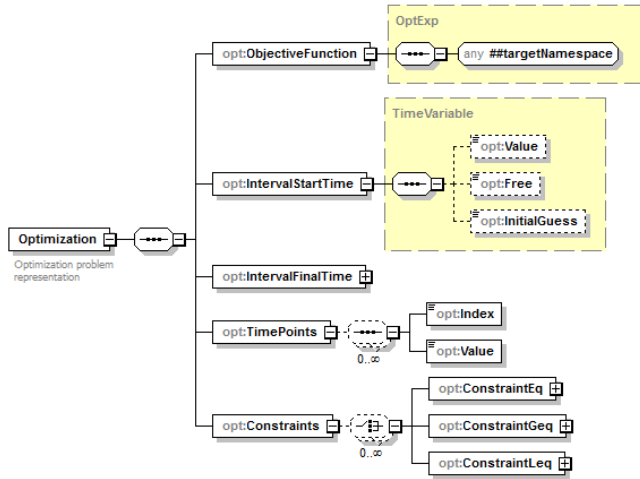 OptExp
opt:ObjectiveFunction
any ##targetNamespace
TimeVariable
opt:Value
opt:IntervalStartTime
opt:Free
opt:InitialGuess
Optimization
Optimization problem
representation
opt:IntervalFinalTime
opt:TimePoints
0..∞
opt:Index
opt:Value
opt:Constraints
0..∞
opt:ConstraintEq
opt:ConstraintGeq
opt:ConstraintLeq